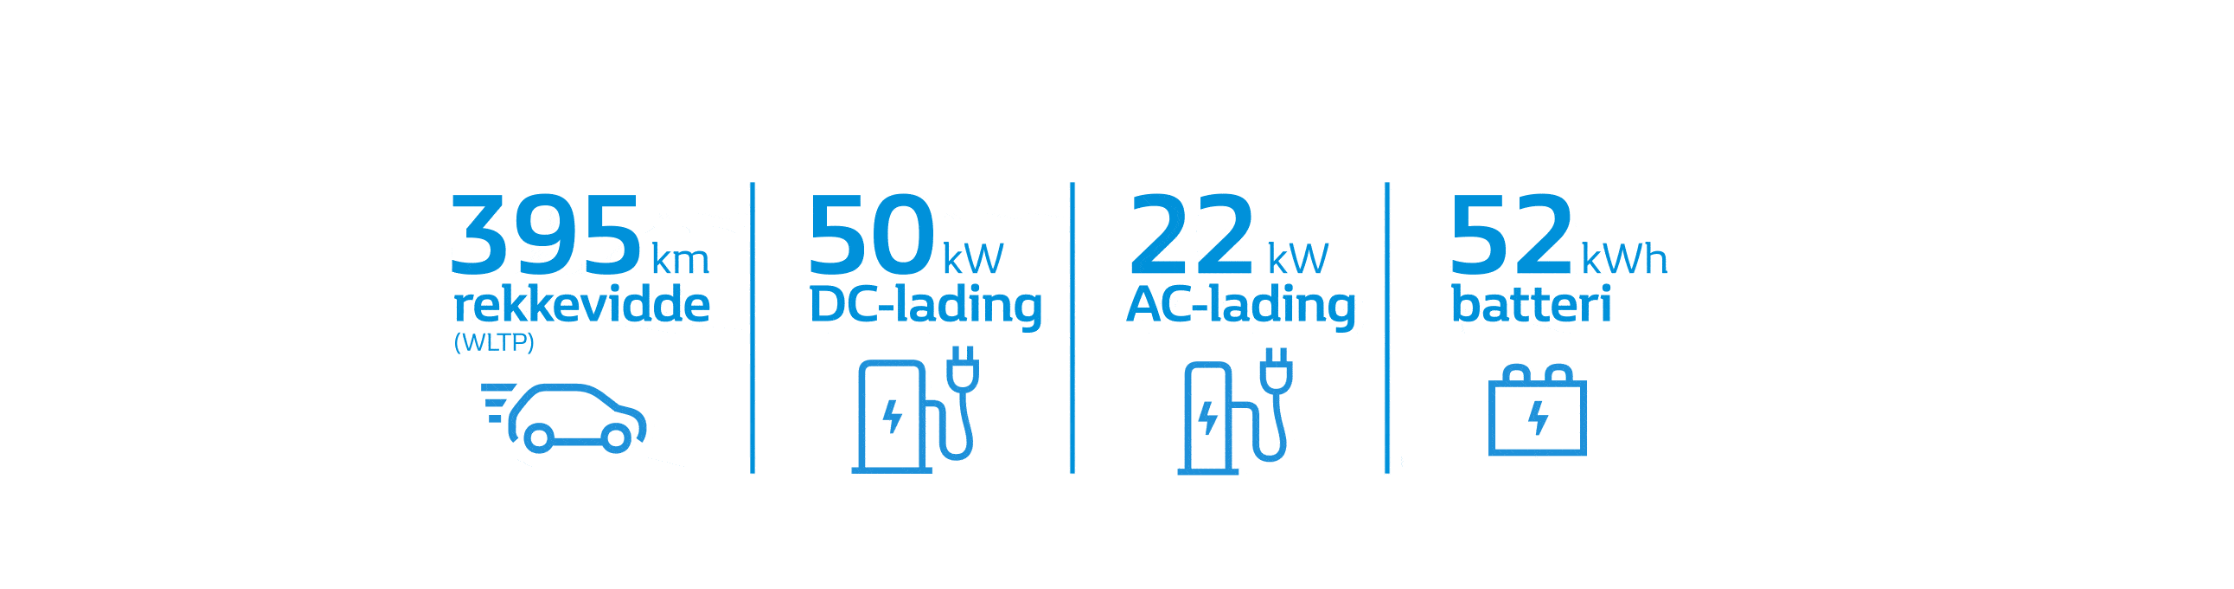 395 km
rekkevidde
(WLTP)
50 kW
DC-lading
22 kW
AC-lading
52 kWh
batteri